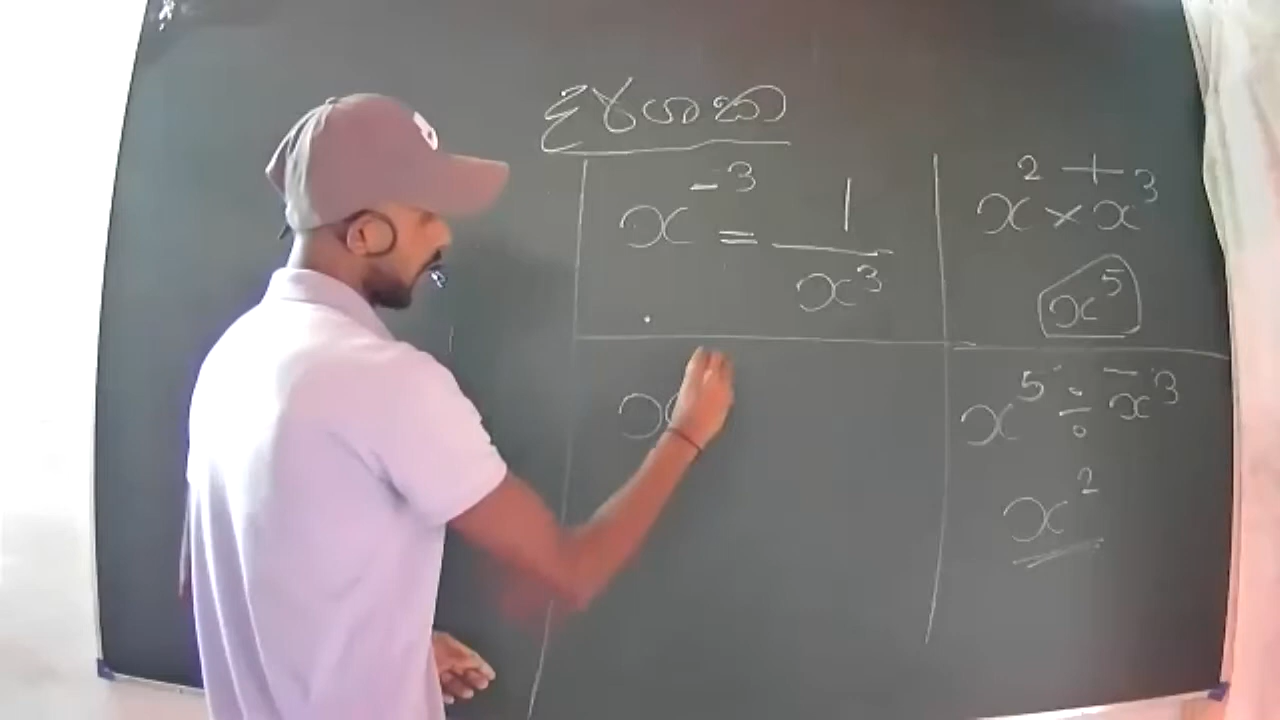 දර්ශක
x⁻³ = 1/x³
x
x² × x³
+
x⁵
x⁵ ÷ x³
−
x²